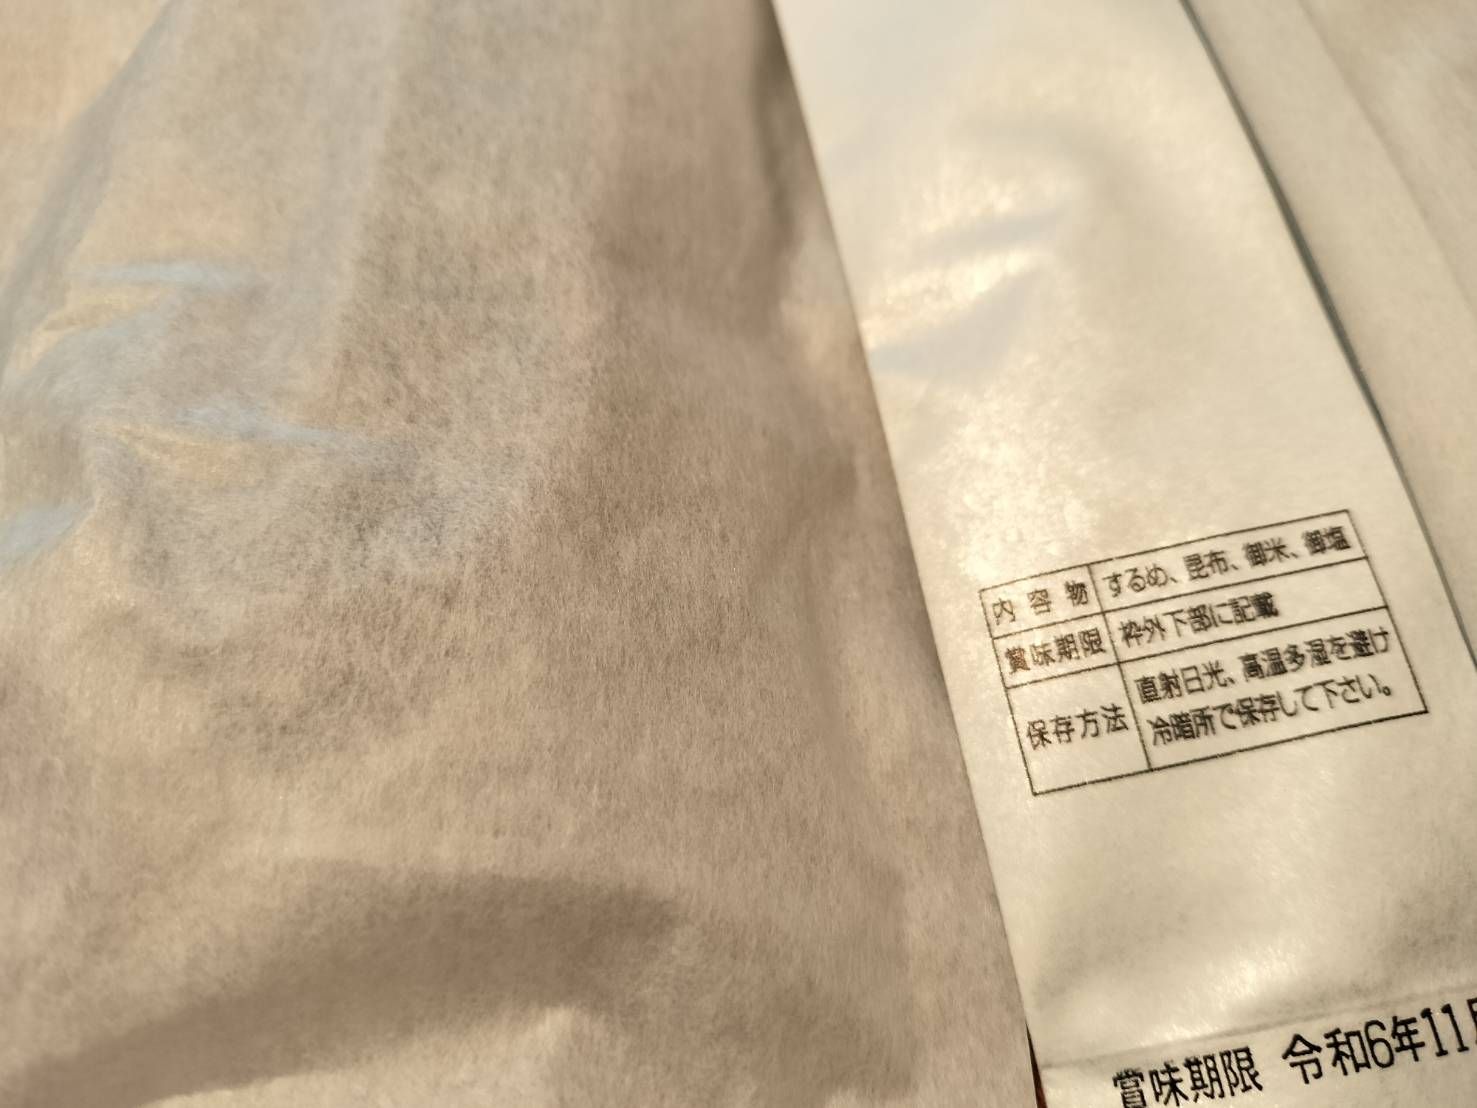 内容物 するめ、昆布、御米、御塩
賞味期限 枠外下部に記載
保存方法 直射日光、高温多湿を避け
冷暗所で保存して下さい。
賞味期限 令和6年11月